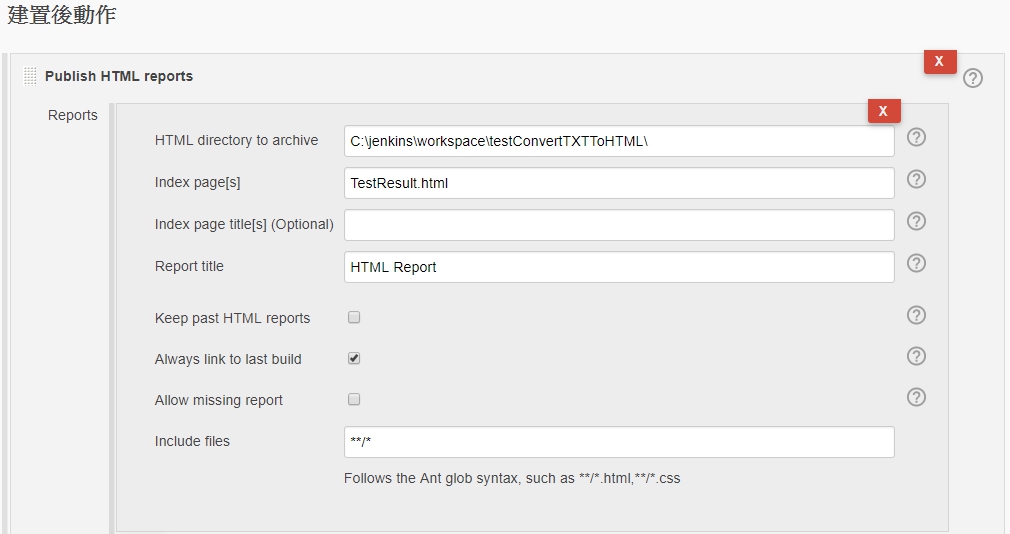 建置後動作
X
Publish HTML reports
?
Reports
X
HTML directory to archive C:\jenkins\workspace\testConvertTXTToHTML\ ?
Index page[s] TestResult.html ?
Index page title[s] (Optional) ?
Report title HTML Report ?
Keep past HTML reports ?
Always link to last build ?
Allow missing report ?
Include files **/*
Follows the Ant glob syntax, such as **/*.html,**/*.css